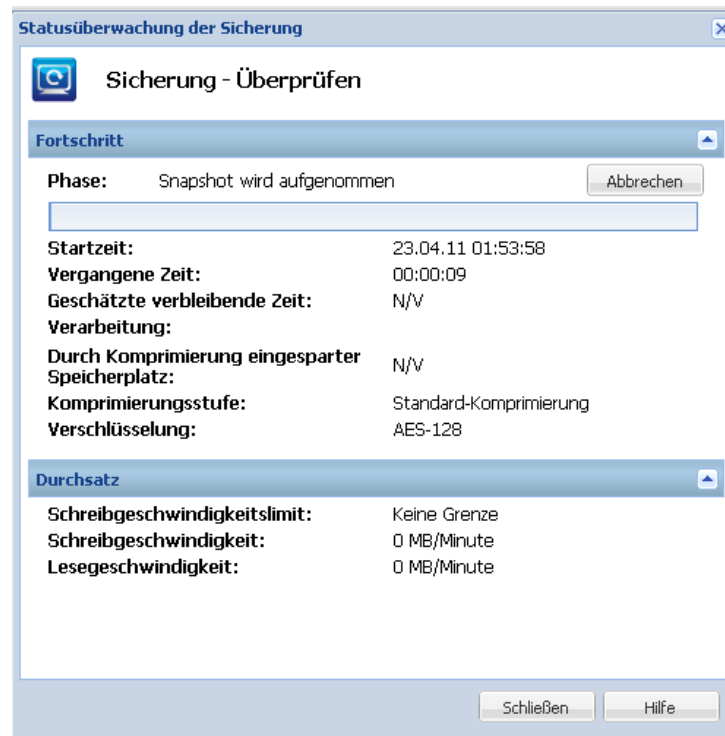 Statusüberwachung der Sicherung
Sicherung - Überprüfen
Fortschritt
Phase: Snapshot wird aufgenommen Abbrechen
Startzeit: 23.04.11 01:53:58
Vergangene Zeit: 00:00:09
Geschätzte verbleibende Zeit: N/V
Verarbeitung:
Durch Komprimierung eingesparter
Speicherplatz: N/V
Komprimierungsstufe: Standard-Komprimierung
Verschlüsselung: AES-128
Durchsatz
Schreibgeschwindigkeitslimit: Keine Grenze
Schreibgeschwindigkeit: 0 MB/Minute
Lesegeschwindigkeit: 0 MB/Minute
Schließen Hilfe